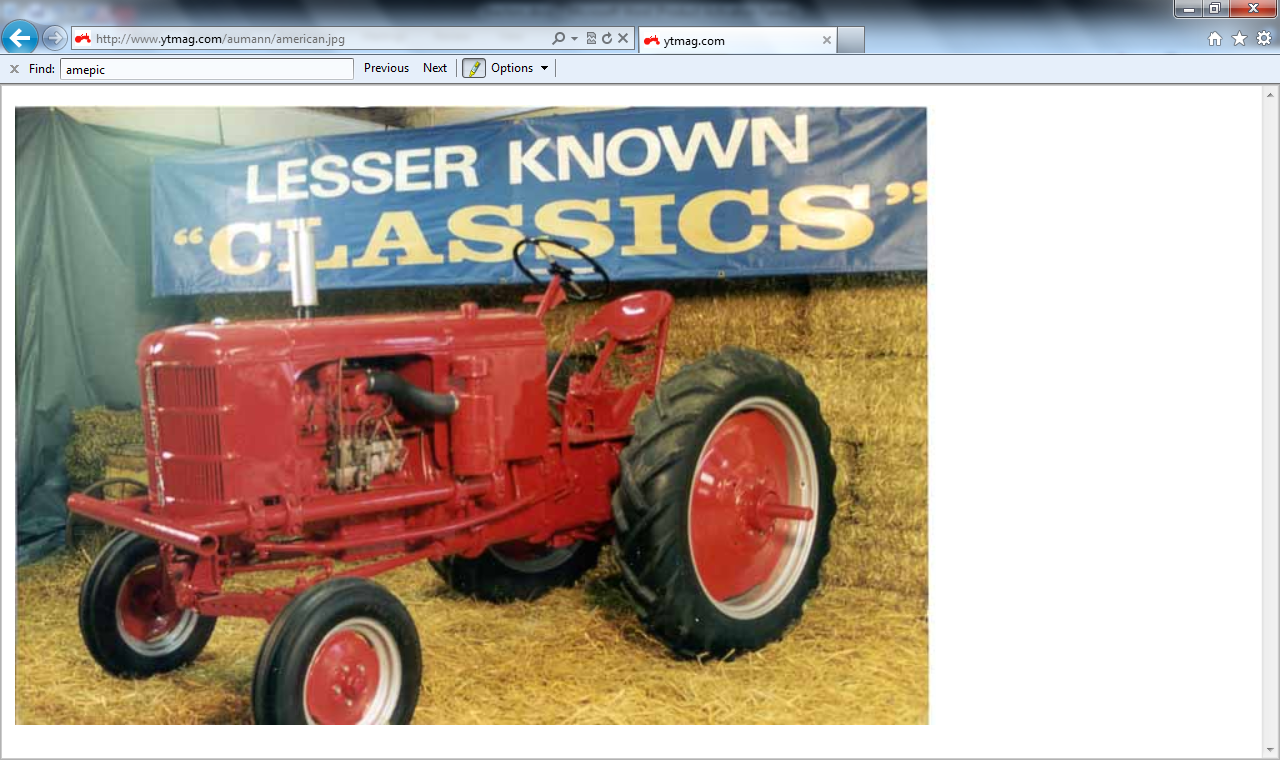 http://www.ytmag.com/aumann/american.jpg
ytmag.com
Find: amepic Previous Next Options
LESSER KNOWN
“CLASSICS”